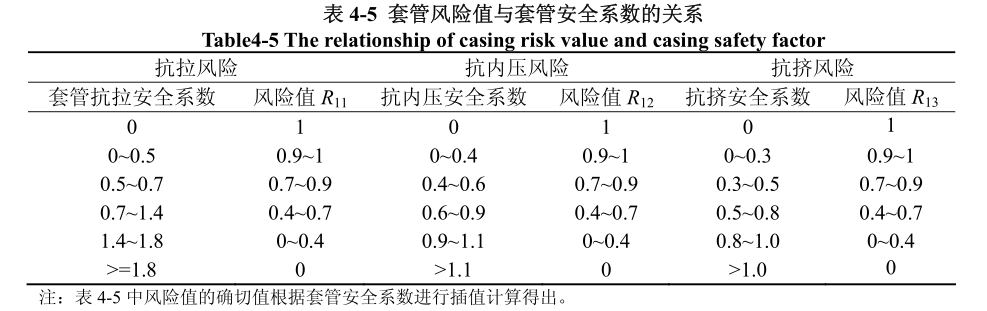 表 4-5 套管风险值与套管安全系数的关系
Table4-5 The relationship of casing risk value and casing safety factor
抗拉风险 抗内压风险 抗挤风险
套管抗拉安全系数 风险值 R11 抗内压安全系数 风险值 R12 抗挤安全系数 风险值 R13
0 1 0 1 0 1
0~0.5 0.9~1 0~0.4 0.9~1 0~0.3 0.9~1
0.5~0.7 0.7~0.9 0.4~0.6 0.7~0.9 0.3~0.5 0.7~0.9
0.7~1.4 0.4~0.7 0.6~0.9 0.4~0.7 0.5~0.8 0.4~0.7
1.4~1.8 0~0.4 0.9~1.1 0~0.4 0.8~1.0 0~0.4
>=1.8 0 >1.1 0 >1.0 0
注：表 4-5 中风险值的确切值根据套管安全系数进行插值计算得出。